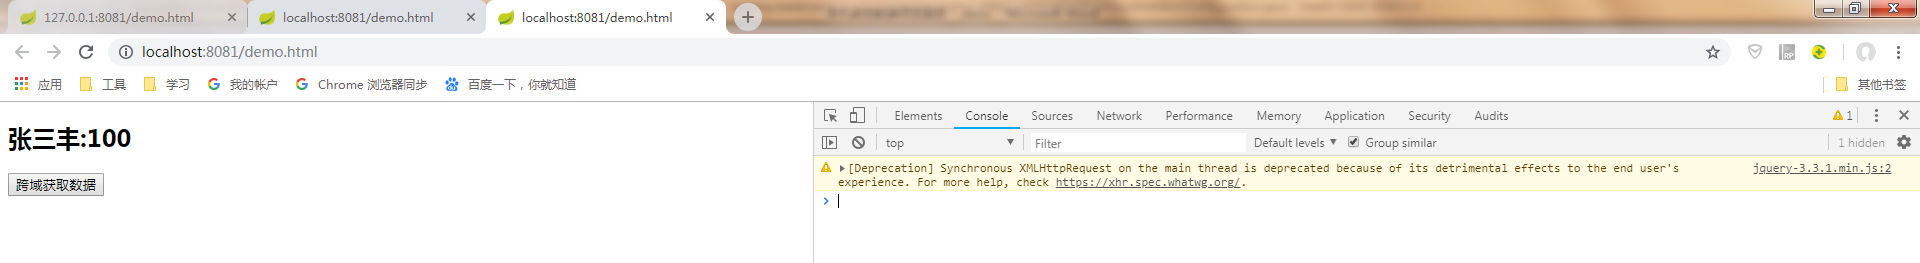 127.0.0.1:8081/demo.html
localhost:8081/demo.html
localhost:8081/demo.html
localhost:8081/demo.html
应用 工具 学习 我的帐户 Chrome 浏览器同步 百度一下，你就知道 其他书签
张三丰:100
跨域获取数据
Elements Console Sources Network Performance Memory Application Security Audits 1
top Filter Default levels Group similar 1 hidden
[Deprecation] Synchronous XMLHttpRequest on the main thread is deprecated because of its detrimental effects to the end user's jquery-3.3.1.min.js:2
experience. For more help, check https://xhr.spec.whatwg.org/.